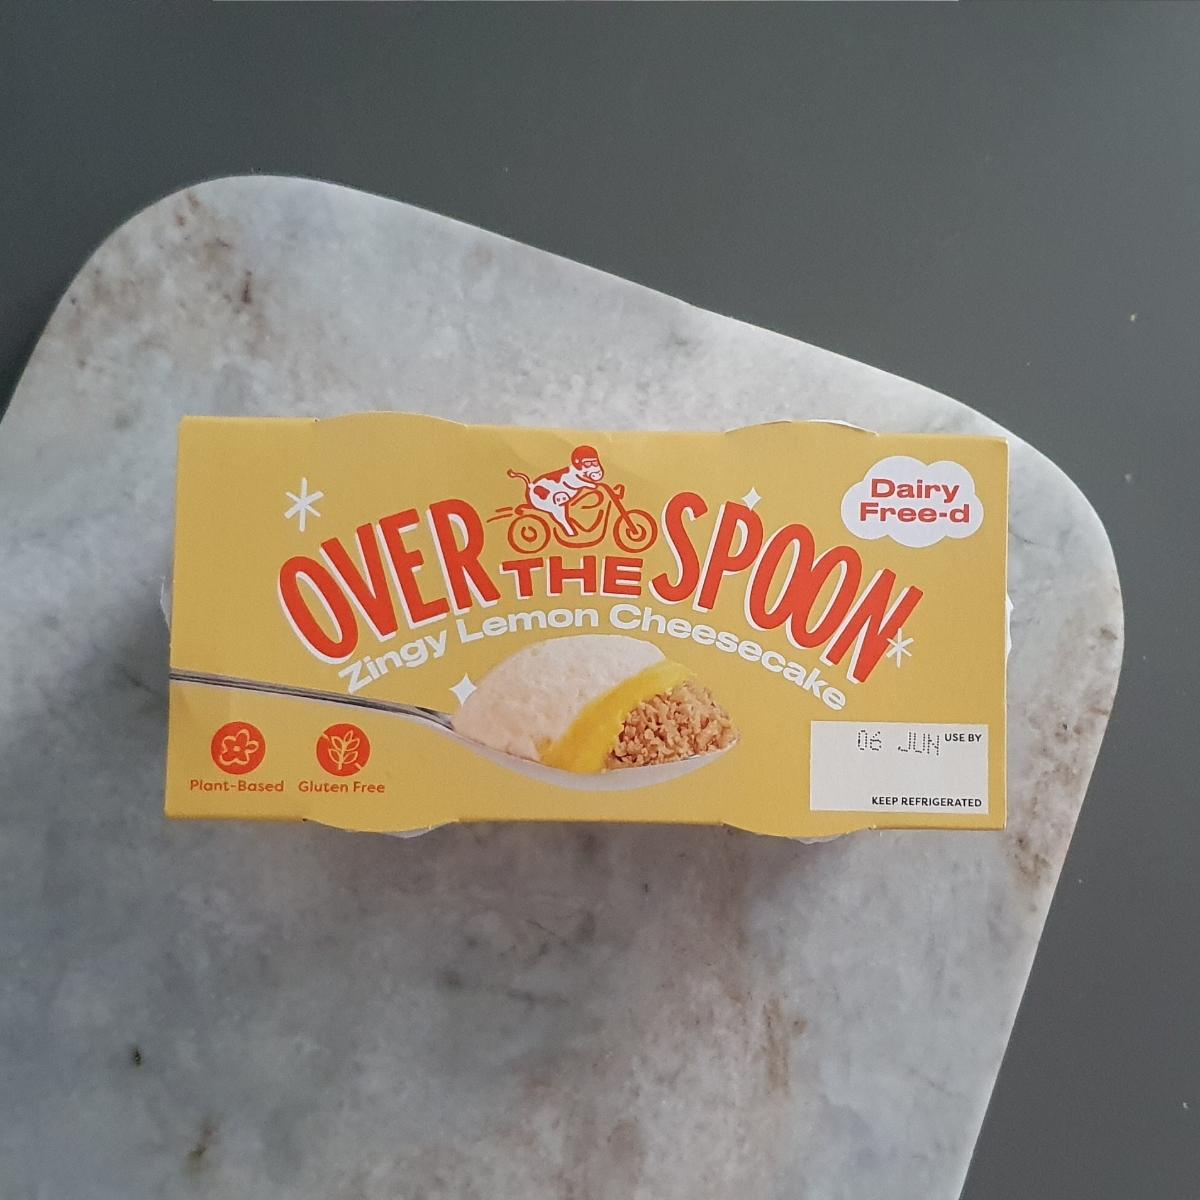 Dairy
Free-d
OVER THE SPOON
Zingy Lemon Cheesecake
Plant-Based
Gluten Free
06 JUN USE BY
KEEP REFRIGERATED